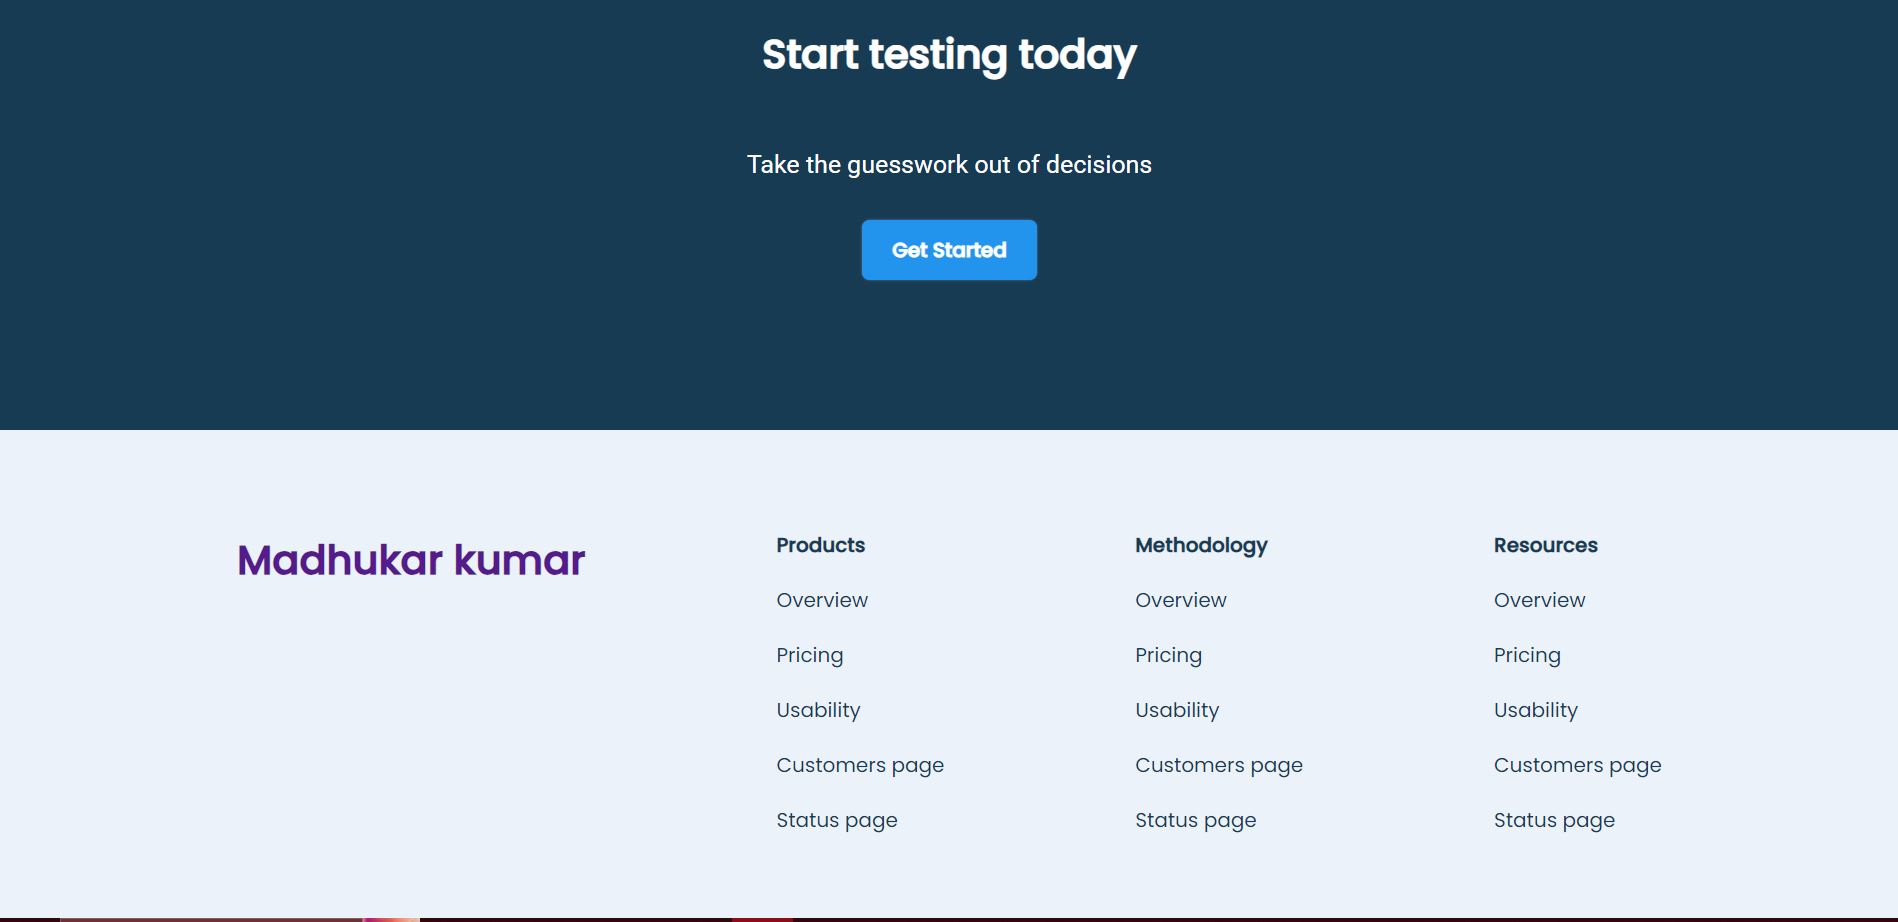 Start testing today
Take the guesswork out of decisions
Get Started
Madhukar kumar
Products
Overview
Pricing
Usability
Customers page
Status page
Methodology
Overview
Pricing
Usability
Customers page
Status page
Resources
Overview
Pricing
Usability
Customers page
Status page